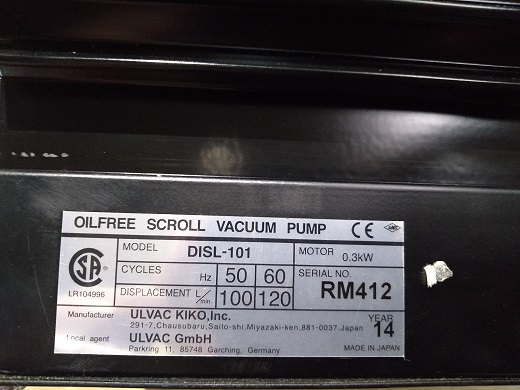 OILFREE SCROLL VACUUM PUMP CE
MODEL DISL-101 MOTOR 0.3kW
CYCLES Hz 50 60 SERIAL NO. RM412
DISPLACEMENT L/min 100 120
LR104996
Manufacturer ULVAC KIKO,Inc. YEAR 14
291-7,Chausubaru,Saito-shi,Miyazaki-ken,881-0037,Japan
Local agent ULVAC GmbH
Parkring 11, 85748 Garching, Germany MADE IN JAPAN